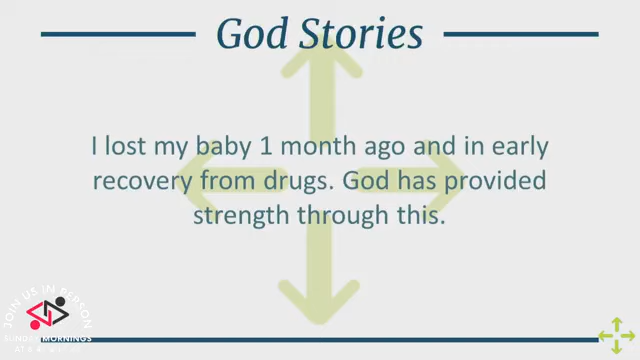 God Stories
I lost my baby 1 month ago and in early
recovery from drugs. God has provided
strength through this.
JOIN US IN PERSON
MORNINGS